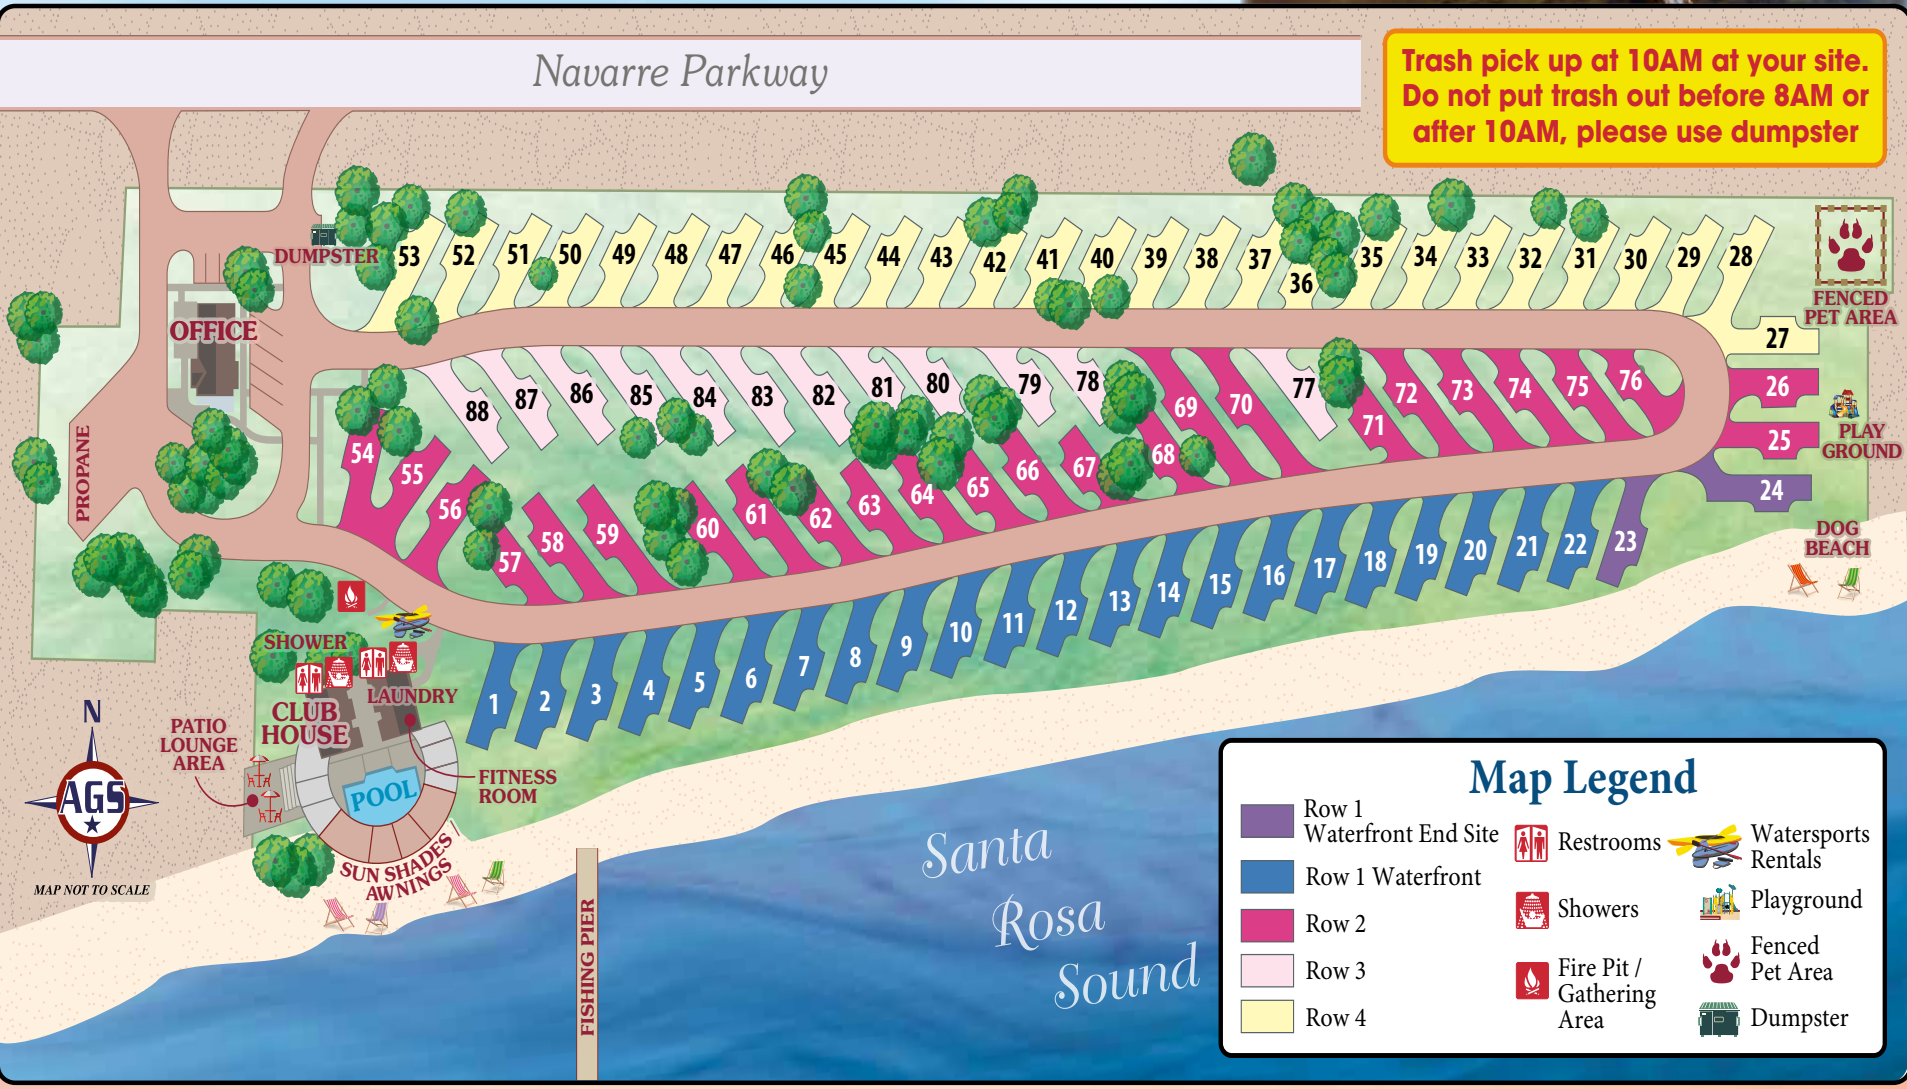 Navarre Parkway
Trash pick up at 10AM at your site.
Do not put trash out before 8AM or
after 10AM, please use dumpster
DUMPSTER
53 52 51 50 49 48 47 46 45 44 43 42 41 40 39 38 37 36 35 34 33 32 31 30 29 28
FENCED
PET AREA
27
OFFICE
88 87 86 85 84 83 82 81 80 79 78 69 70 77 71 72 73 74 75 76
26
PLAY
GROUND
25
24
PROPANE
54 55 56 57 58 59 60 61 62 63 64 65 66 67 68
DOG
BEACH
1 2 3 4 5 6 7 8 9 10 11 12 13 14 15 16 17 18 19 20 21 22 23
SHOWER
LAUNDRY
CLUB
HOUSE
PATIO
LOUNGE
AREA
FITNESS
ROOM
POOL
SUN SHADES
AWNINGS
N
AGS
MAP NOT TO SCALE
FISHING PIER
Santa
Rosa
Sound
Map Legend
Row 1
Waterfront End Site
Row 1 Waterfront
Row 2
Row 3
Row 4
Restrooms
Showers
Fire Pit /
Gathering
Area
Watersports
Rentals
Playground
Fenced
Pet Area
Dumpster